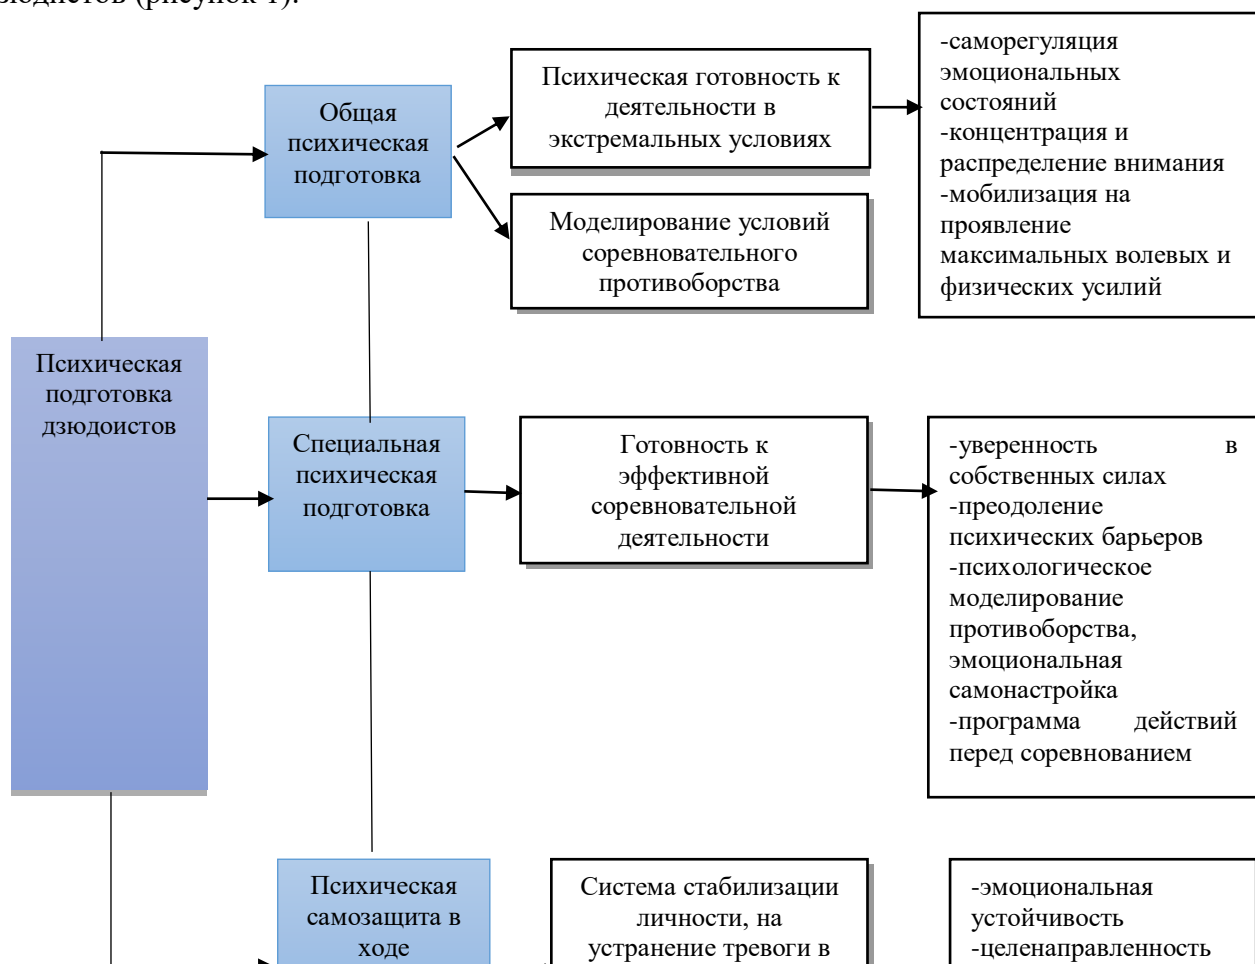 (рисунок 1).
Общая
психическая
подготовка
Психическая готовность к
деятельности в
экстремальных условиях
-саморегуляция
эмоциональных
состояний
-концентрация и
распределение внимания
-мобилизация на
проявление
максимальных волевых и
физических усилий
Моделирование условий
соревновательного
противоборства
Психическая
подготовка
дзюдоистов
Специальная
психическая
подготовка
Готовность к
эффективной
соревновательной
деятельности
-уверенность в
собственных силах
-преодоление
психических барьеров
-психологическое
моделирование
противоборства,
эмоциональная
самонастройка
-программа действий
перед соревнованием
Психическая
самозащита в
ходе
Система стабилизации
личности, на
устранение тревоги в
-эмоциональная
устойчивость
-целенаправленность